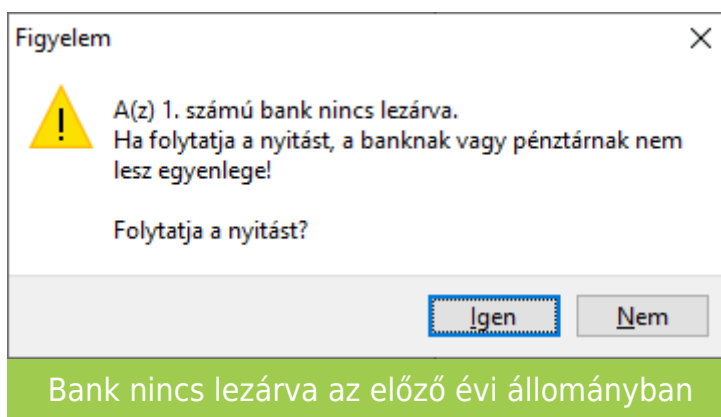 Figyelem
A(z) 1. számú bank nincs lezárva.
Ha folytatja a nyitást, a banknak vagy pénztárnak nem
lesz egyenlege!
Folytatja a nyitást?
Igen
Nem
Bank nincs lezárva az előző évi állományban